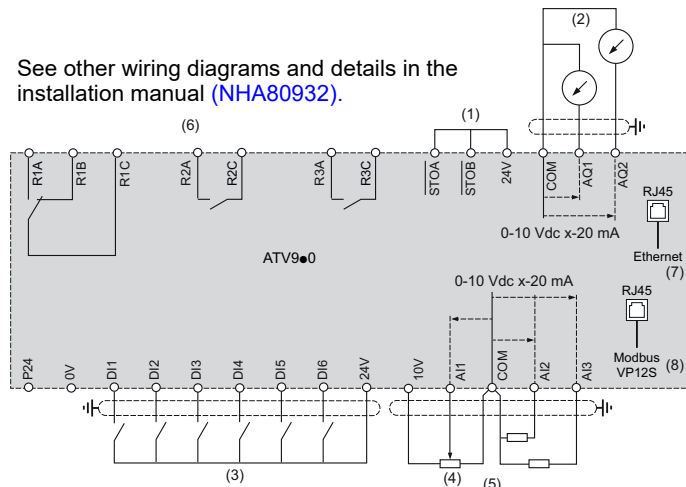 See other wiring diagrams and details in the
installation manual (NHA80932).
(2)
(6)
(1)
R1A
R1B
R1C
R2A
R2C
R3A
R3C
STOA
STOB
24V
COM
AQ1
AQ2
RJ45
0-10 Vdc x-20 mA
Ethernet
(7)
ATV9●0
0-10 Vdc x-20 mA
RJ45
Modbus
VP12S
(8)
P24
0V
DI1
DI2
DI3
DI4
DI5
DI6
24V
10V
AI1
COM
AI2
AI3
(3)
(4)
(5)